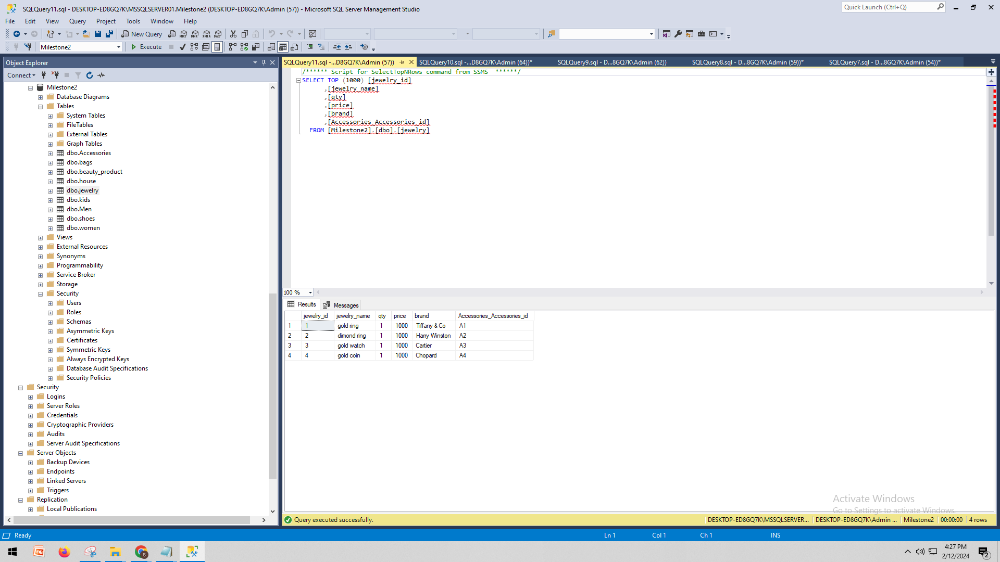 SQLQuery11.sql - DESKTOP-ED8GQ7K\MSSQLSERVER01.Milestone2 (DESKTOP-ED8GQ7K\Admin (57)) - Microsoft SQL Server Management Studio
Quick Launch (Ctrl+Q)
File Edit View Query Project Tools Window Help
New Query MDX DMX XMLA DAX
Milestone2 Execute
Object Explorer
Connect
Milestone2
Database Diagrams
Tables
System Tables
FileTables
External Tables
Graph Tables
dbo.Accessories
dbo.bags
dbo.beauty_product
dbo.house
dbo.jewelry
dbo.kids
dbo.Men
dbo.shoes
dbo.women
Views
External Resources
Synonyms
Programmability
Service Broker
Storage
Security
Users
Roles
Schemas
Asymmetric Keys
Certificates
Symmetric Keys
Always Encrypted Keys
Database Audit Specifications
Security Policies
Security
Logins
Server Roles
Credentials
Cryptographic Providers
Audits
Server Audit Specifications
Server Objects
Backup Devices
Endpoints
Linked Servers
Triggers
Replication
Local Publications
SQLQuery11.sql -...D8GQ7K\Admin (57)) SQLQuery10.sql -...D8GQ7K\Admin (64))* SQLQuery9.sql - D...8GQ7K\Admin (62)) SQLQuery8.sql - D...8GQ7K\Admin (59))* SQLQuery7.sql - D...8GQ7K\Admin (54))*
/****** Script for SelectTopNRows command from SSMS ******/
SELECT TOP (1000) [jewelry_id]
,[jewelry_name]
,[qty]
,[price]
,[brand]
,[Accessories_Accessories_id]
FROM [Milestone2].[dbo].[jewelry]
100 %
Results Messages
jewelry_id jewelry_name qty price brand Accessories_Accessories_id
1 1 gold ring 1 1000 Tiffany & Co A1
2 2 dimond ring 1 1000 Harry Winston A2
3 3 gold watch 1 1000 Cartier A3
4 4 gold coin 1 1000 Chopard A4
Activate Windows
Go to Settings to activate Windows.
Query executed successfully. DESKTOP-ED8GQ7K\MSSQLSERVER... DESKTOP-ED8GQ7K\Admin ... Milestone2 00:00:00 4 rows
Ready Ln 1 Col 1 Ch 1 INS
4:27 PM
2/12/2024
2